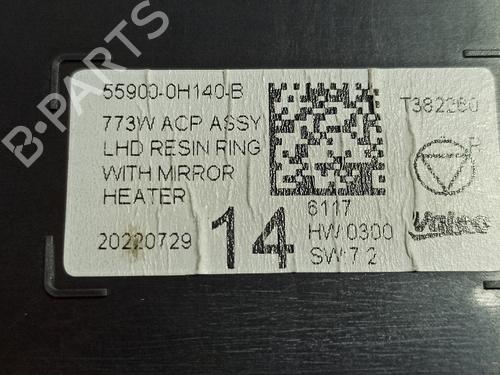 55900-0H140-B
773W ACP ASSY
LHD RESIN RING
WITH MIRROR
HEATER
20220729
14
6117
HW:0300
SW:7.2
T382260
P
Valeo
B-PARTS